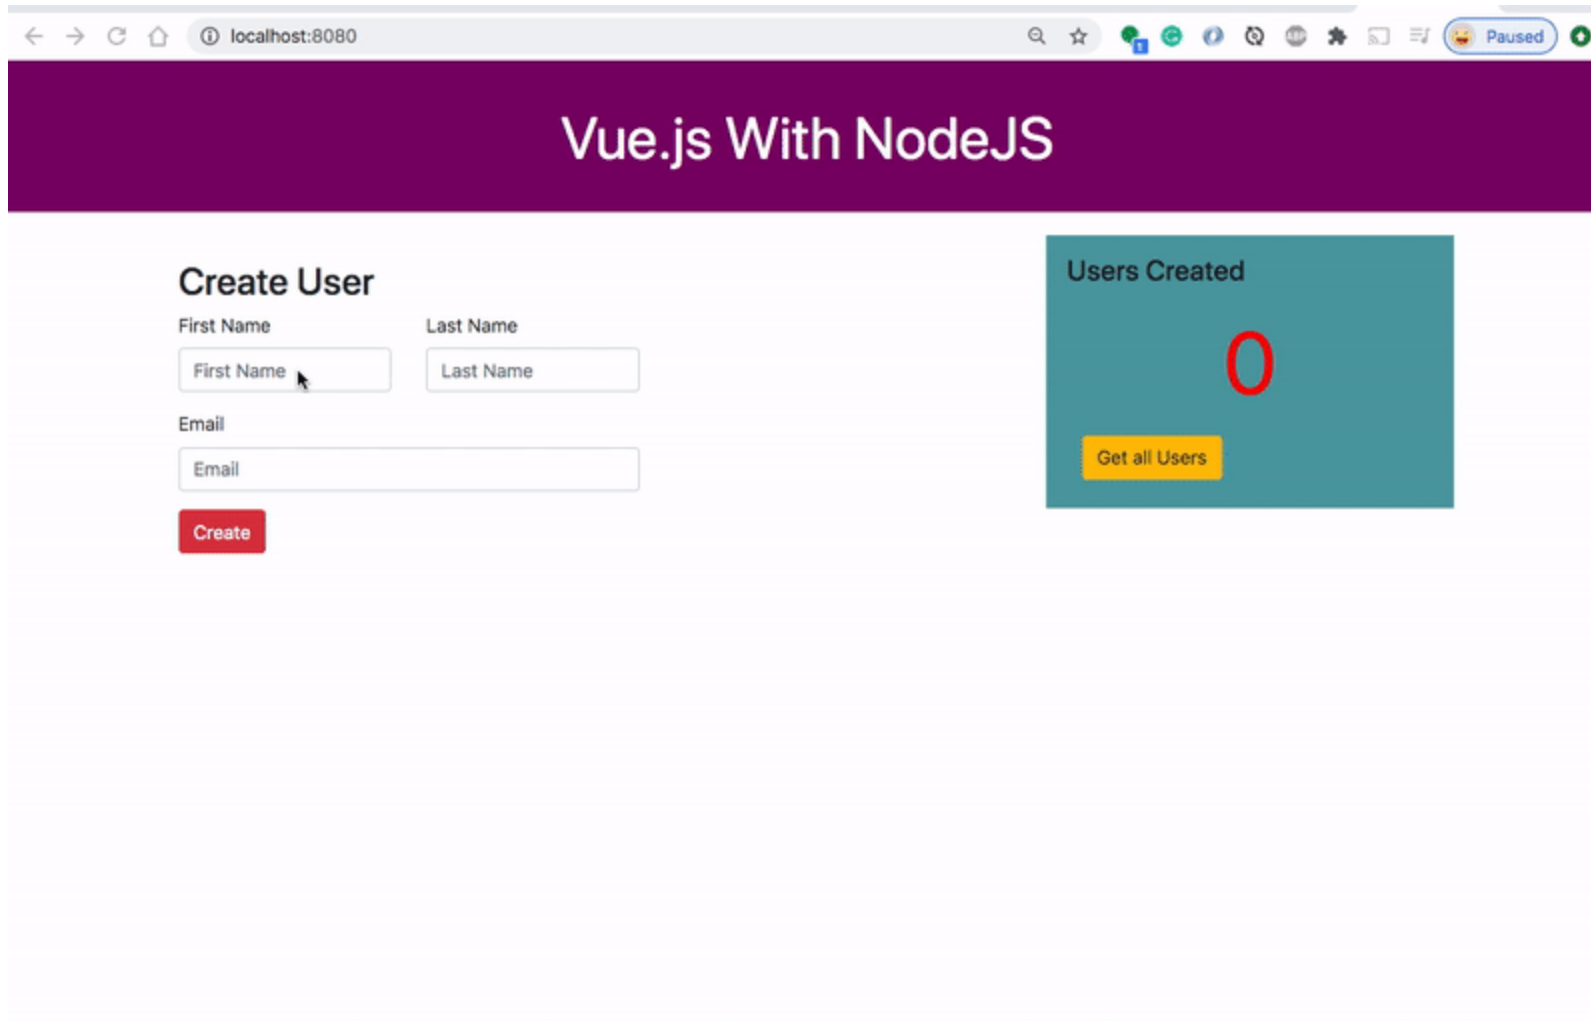 localhost:8080
Paused
Vue.js With NodeJS
Create User
First Name
Last Name
First Name
Last Name
Email
Email
Create
Users Created
0
Get all Users